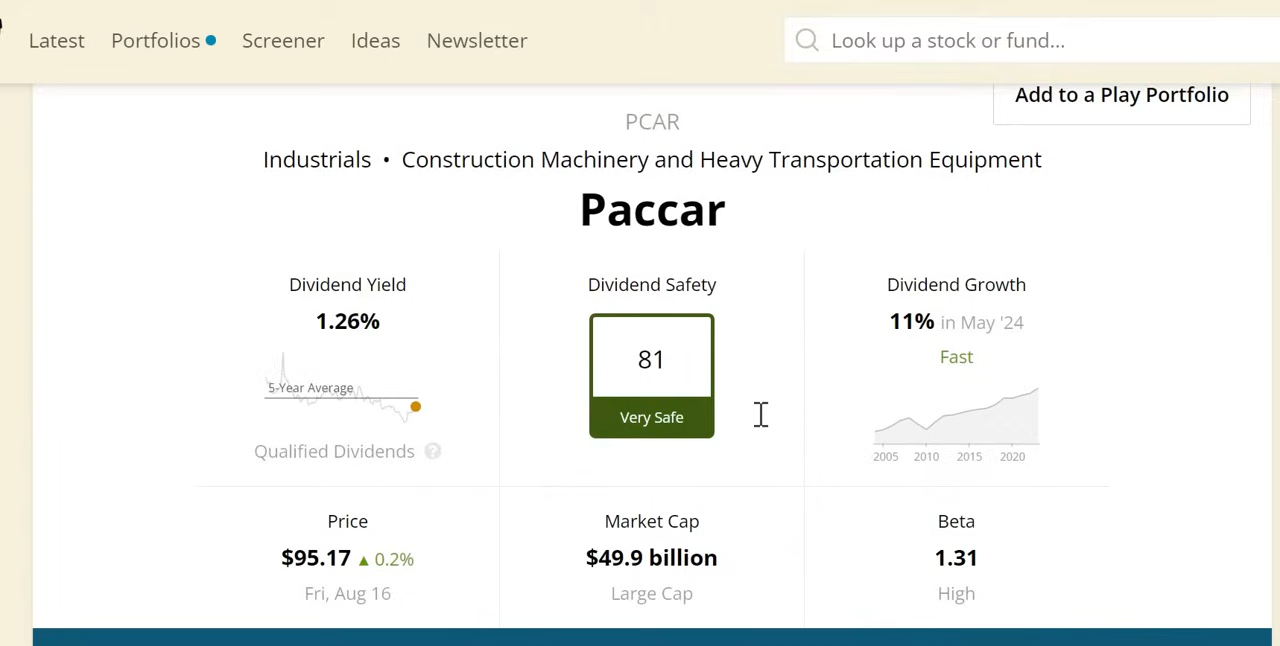 Latest Portfolios Screener Ideas Newsletter Look up a stock or fund...
Add to a Play Portfolio
PCAR
Industrials • Construction Machinery and Heavy Transportation Equipment
Paccar
Dividend Yield
1.26%
5-Year Average
Qualified Dividends ?
Dividend Safety
81
Very Safe
Dividend Growth
11% in May '24
Fast
2005 2010 2015 2020
Price
$95.17 ▲ 0.2%
Fri, Aug 16
Market Cap
$49.9 billion
Large Cap
Beta
1.31
High